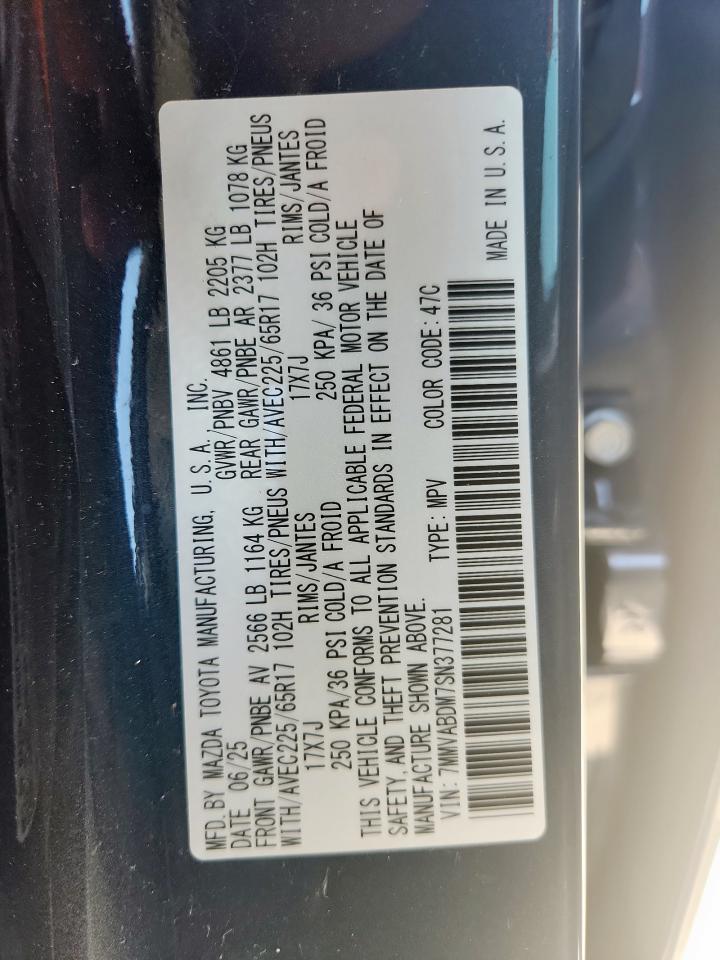 MFD. BY MAZDA TOYOTA MANUFACTURING, U.S.A. INC.
DATE 06/25 GVWR/PNBV 4861 LB 2205 KG
FRONT GAWR/PNBE AV 2566 LB 1164 KG REAR GAWR/PNBE AR 2377 LB 1078 KG
WITH/AVEC225/65R17 102H TIRES/PNEUS WITH/AVEC225/65R17 102H TIRES/PNEUS
17X7J RIMS/JANTES 17X7J RIMS/JANTES
250 KPA/36 PSI COLD/A FROID 250 KPA/ 36 PSI COLD/A FROID
THIS VEHICLE CONFORMS TO ALL APPLICABLE FEDERAL MOTOR VEHICLE
SAFETY, AND THEFT PREVENTION STANDARDS IN EFFECT ON THE DATE OF
MANUFACTURE SHOWN ABOVE.
VIN: 7MMVABDM7SN377281 TYPE: MPV COLOR CODE: 47C
MADE IN U.S.A.